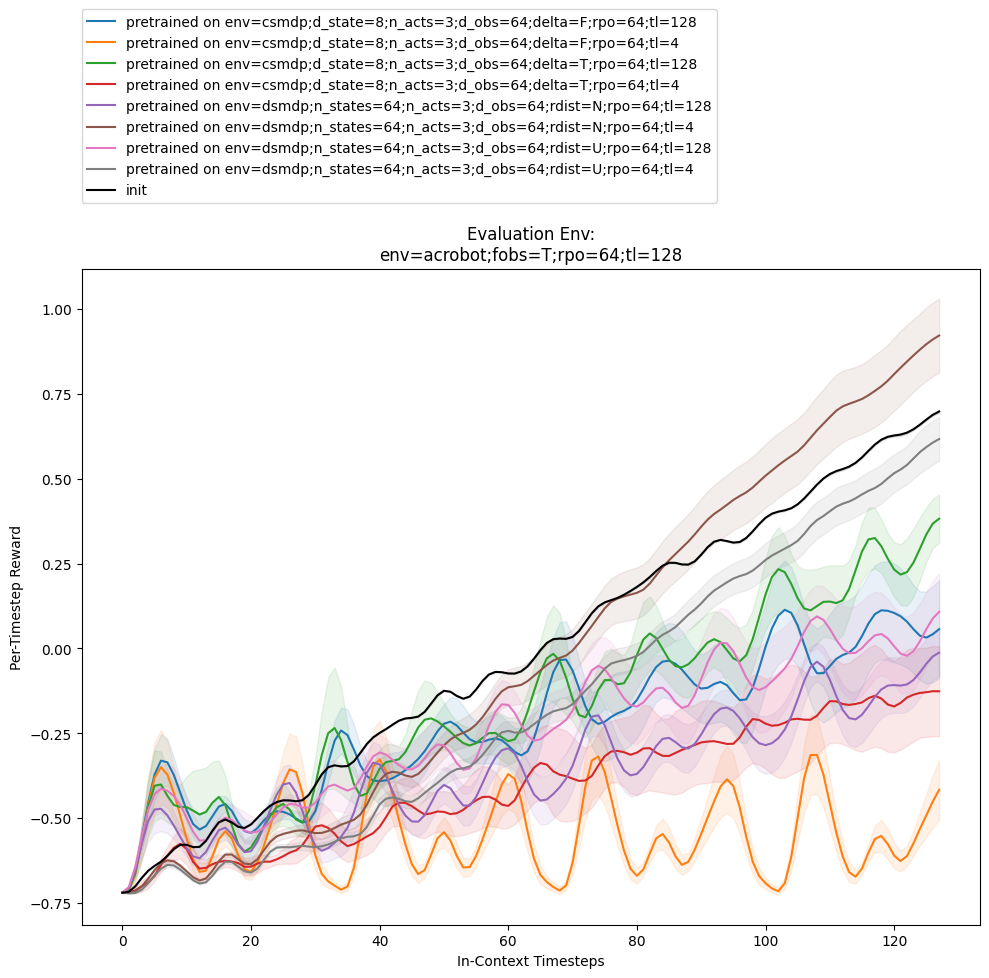 pretrained on env=csmdp;d_state=8;n_acts=3;d_obs=64;delta=F;rpo=64;tl=128
pretrained on env=csmdp;d_state=8;n_acts=3;d_obs=64;delta=F;rpo=64;tl=4
pretrained on env=csmdp;d_state=8;n_acts=3;d_obs=64;delta=T;rpo=64;tl=128
pretrained on env=csmdp;d_state=8;n_acts=3;d_obs=64;delta=T;rpo=64;tl=4
pretrained on env=dsmdp;n_states=64;n_acts=3;d_obs=64;rdist=N;rpo=64;tl=128
pretrained on env=dsmdp;n_states=64;n_acts=3;d_obs=64;rdist=N;rpo=64;tl=4
pretrained on env=dsmdp;n_states=64;n_acts=3;d_obs=64;rdist=U;rpo=64;tl=128
pretrained on env=dsmdp;n_states=64;n_acts=3;d_obs=64;rdist=U;rpo=64;tl=4
init
Evaluation Env:
env=acrobot;fobs=T;rpo=64;tl=128
Per-Timestep Reward
1.00
0.75
0.50
0.25
0.00
−0.25
−0.50
−0.75
0 20 40 60 80 100 120
In-Context Timesteps